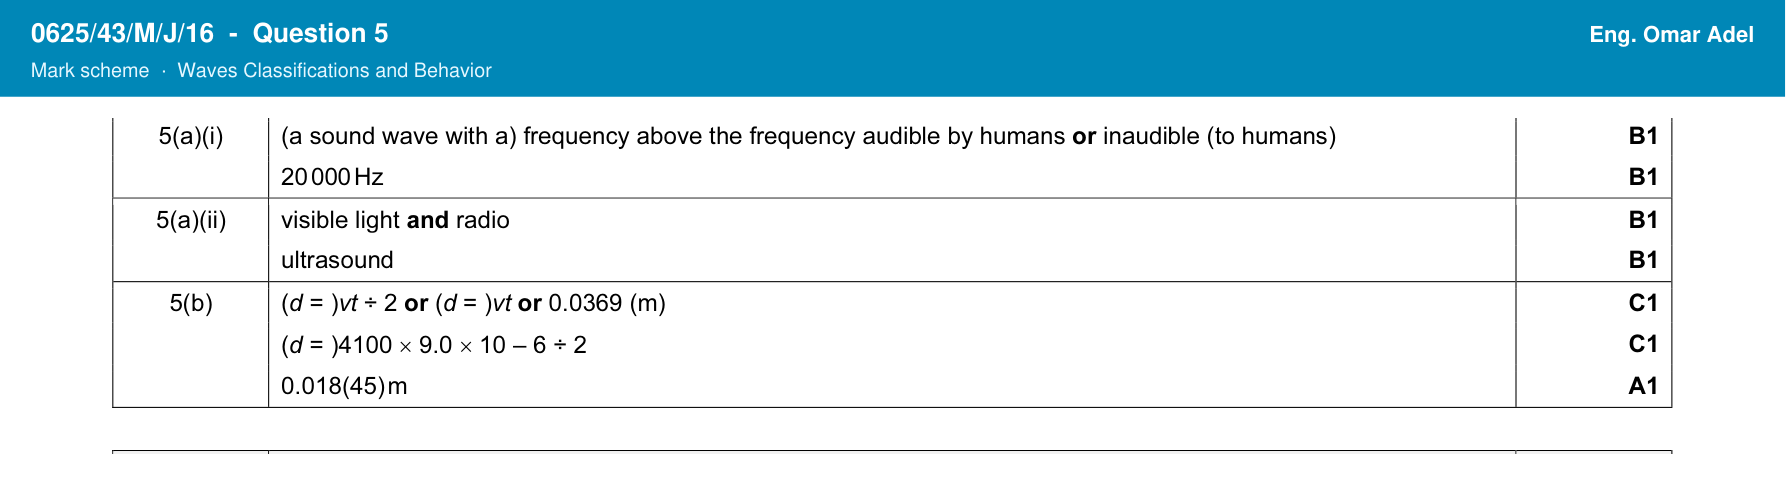 0625/43/M/J/16 - Question 5
Eng. Omar Adel
Mark scheme · Waves Classifications and Behavior
5(a)(i) (a sound wave with a) frequency above the frequency audible by humans or inaudible (to humans) B1
20 000 Hz B1
5(a)(ii) visible light and radio B1
ultrasound B1
5(b) (d = )vt ÷ 2 or (d = )vt or 0.0369 (m) C1
(d = )4100 × 9.0 × 10 – 6 ÷ 2 C1
0.018(45) m A1